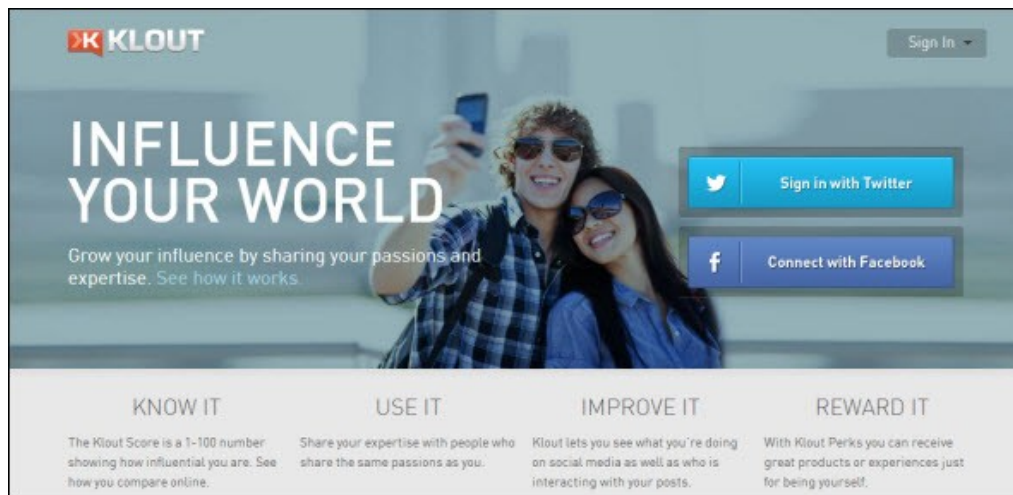 KLOUT
Sign In
INFLUENCE
YOUR WORLD
Grow your influence by sharing your passions and
expertise. See how it works.
Sign in with Twitter
Connect with Facebook
KNOW IT
The Klout Score is a 1-100 number
showing how influential you are. See
how you compare online.
USE IT
Share your expertise with people who
share the same passions as you.
IMPROVE IT
Klout lets you see what you're doing
on social media as well as who is
interacting with your posts.
REWARD IT
With Klout Perks you can receive
great products or experiences just
for being yourself.